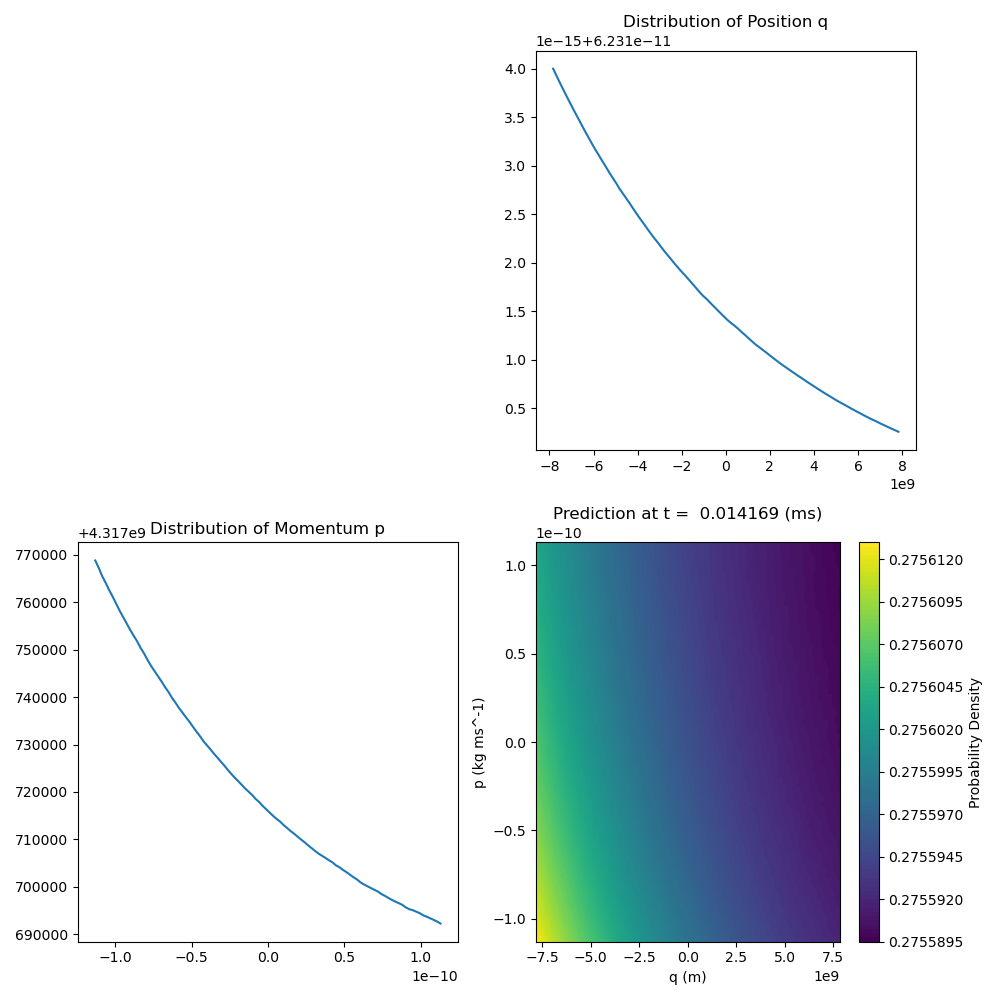 Distribution of Position q
1e−15+6.231e−11
4.0
3.5
3.0
2.5
2.0
1.5
1.0
0.5
−8 −6 −4 −2 0 2 4 6 8
1e9
Distribution of Momentum p
+4.317e9
770000
760000
750000
740000
730000
720000
710000
700000
690000
−1.0 −0.5 0.0 0.5 1.0
1e−10
Prediction at t =  0.014169 (ms)
1e−10
p (kg ms^-1)
1.0
0.5
0.0
−0.5
−1.0
−7.5 −5.0 −2.5 0.0 2.5 5.0 7.5
q (m)
1e9
0.2756120
0.2756095
0.2756070
0.2756045
0.2756020
0.2755995
0.2755970
0.2755945
0.2755920
0.2755895
Probability Density